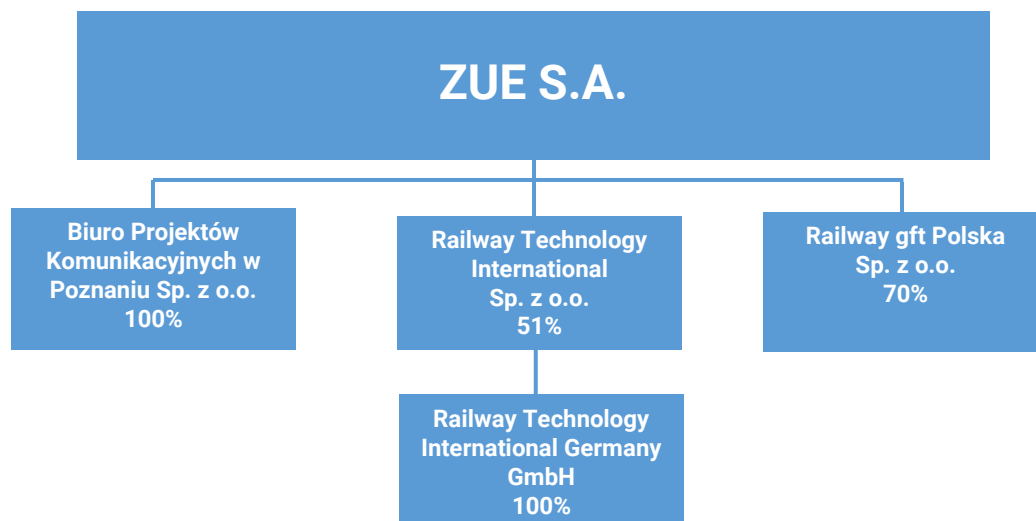 ZUE S.A.
Biuro Projektów
Komunikacyjnych w
Poznaniu Sp. z o.o.
100%
Railway Technology
International
Sp. z o.o.
51%
Railway gft Polska
Sp. z o.o.
70%
Railway Technology
International Germany
GmbH
100%